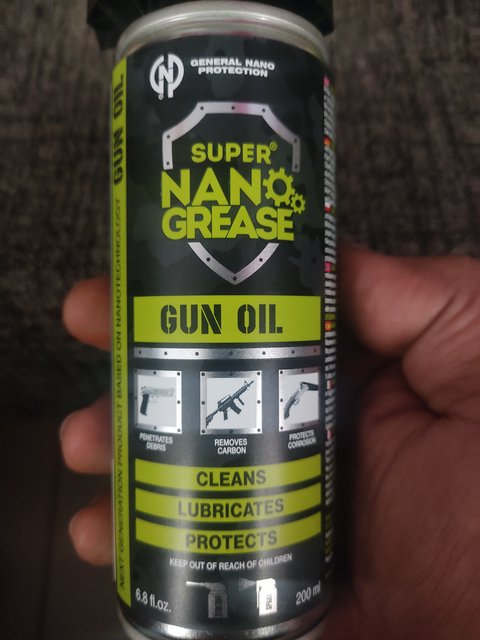 GENERAL NANO
PROTECTION
SUPER®
NANO
GREASE
GUN OIL
PENETRATES
DEBRIS
REMOVES
CARBON
PROTECTS
CORROSION
CLEANS
LUBRICATES
PROTECTS
KEEP OUT OF REACH OF CHILDREN
6.8 fl.oz.
SPRAY
200 ml
NEXT GENERATION PRODUCT BASED ON NANOTECHNOLOGY GUN OIL